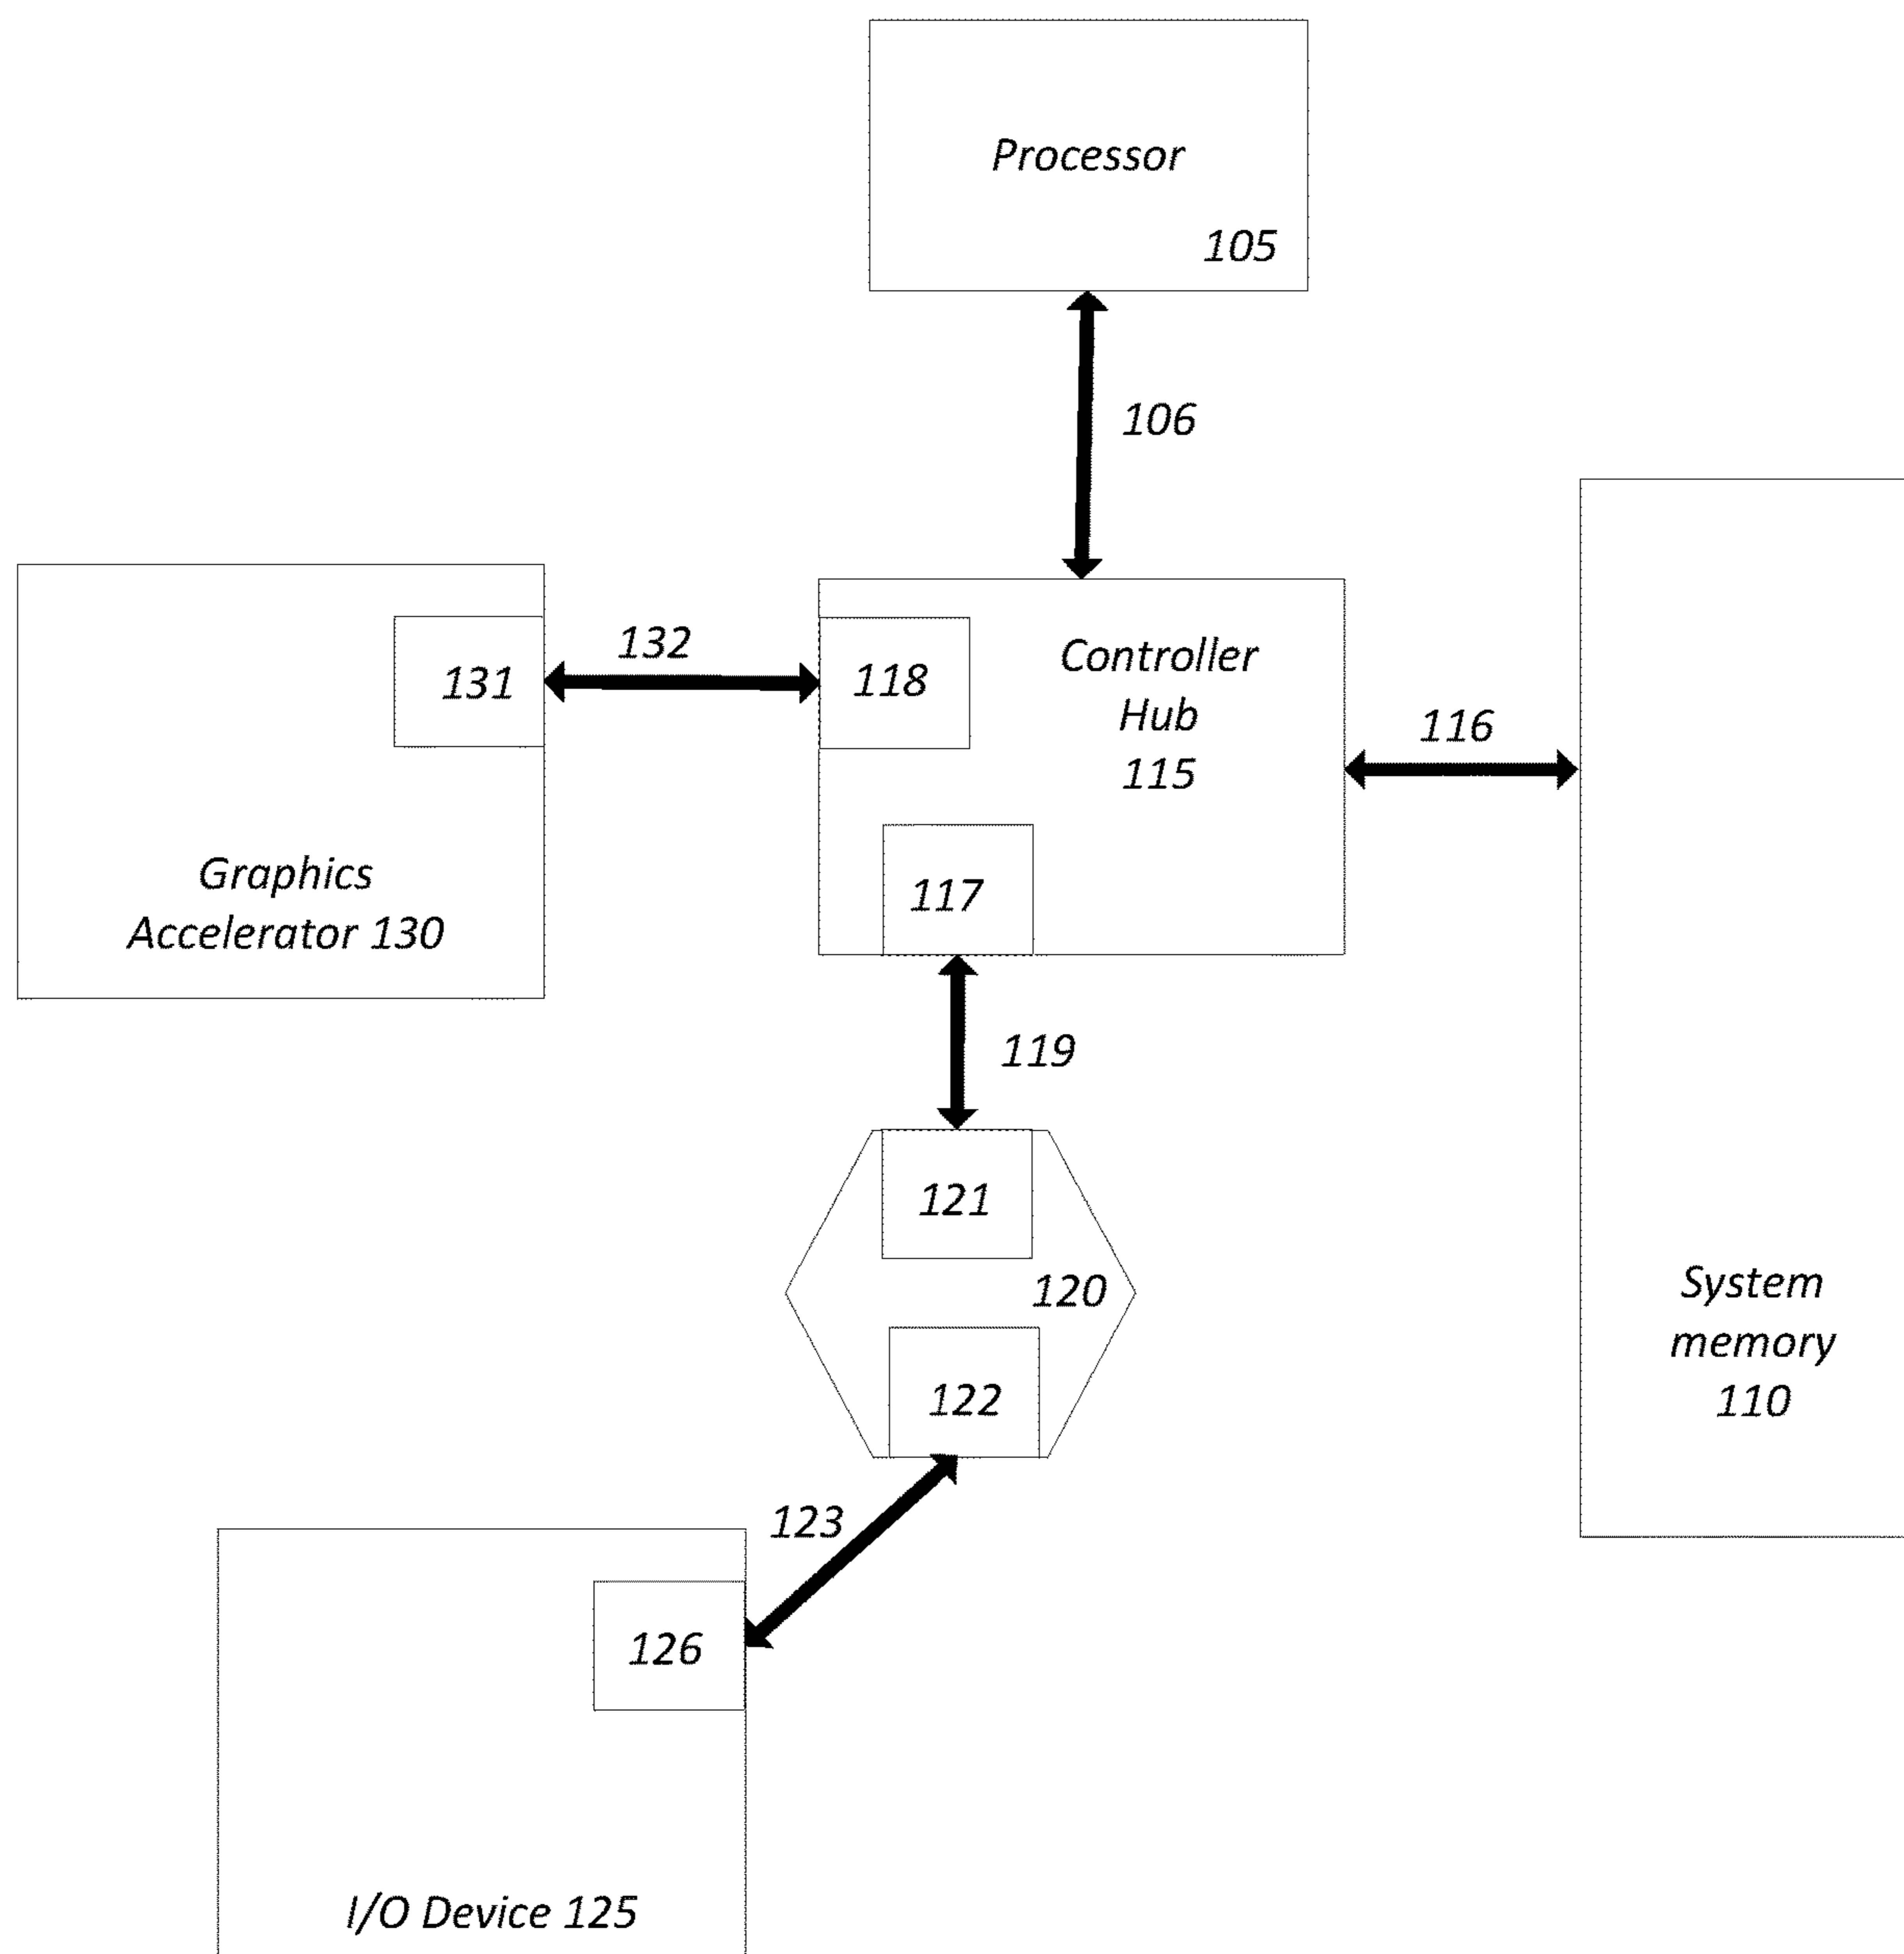 Processor
105
106
132
131
118
Controller
Hub
115
116
117
Graphics
Accelerator 130
119
121
120
122
System
memory
110
123
126
I/O Device 125